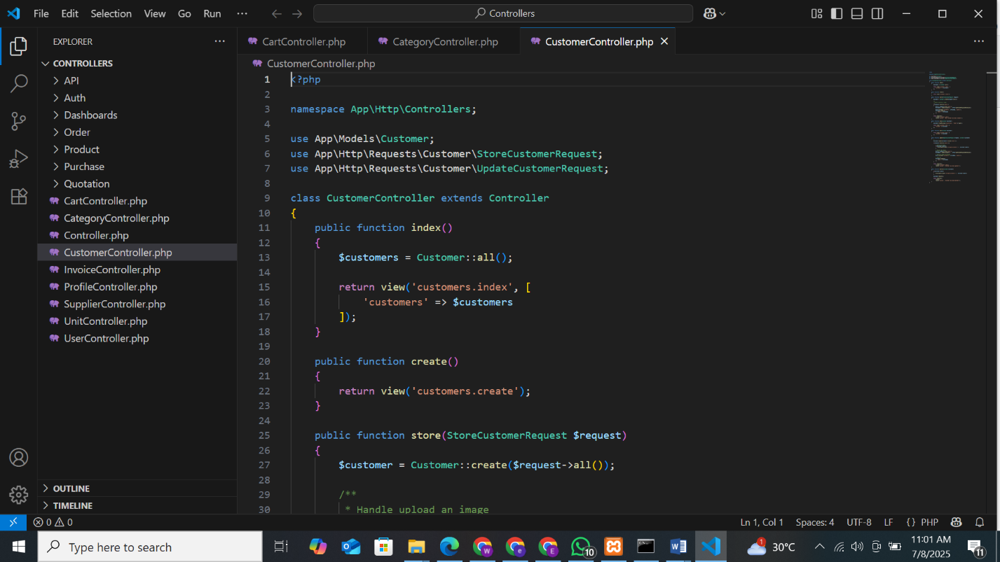 File Edit Selection View Go Run ···
Controllers
EXPLORER
CartController.php
CategoryController.php
CustomerController.php
CONTROLLERS
API
Auth
Dashboards
Order
Product
Purchase
Quotation
CartController.php
CategoryController.php
Controller.php
CustomerController.php
InvoiceController.php
ProfileController.php
SupplierController.php
UnitController.php
UserController.php
OUTLINE
TIMELINE
CustomerController.php
1 <?php
2
3 namespace App\Http\Controllers;
4
5 use App\Models\Customer;
6 use App\Http\Requests\Customer\StoreCustomerRequest;
7 use App\Http\Requests\Customer\UpdateCustomerRequest;
8
9 class CustomerController extends Controller
10 {
11     public function index()
12     {
13         $customers = Customer::all();
14
15         return view('customers.index', [
16             'customers' => $customers
17         ]);
18     }
19
20     public function create()
21     {
22         return view('customers.create');
23     }
24
25     public function store(StoreCustomerRequest $request)
26     {
27         $customer = Customer::create($request->all());
28
29         /**
30          * Handle upload an image
0 0
Ln 1, Col 1 Spaces: 4 UTF-8 LF {} PHP
Type here to search
W
e
E
10
1
30°C
11:01 AM
7/8/2025
11